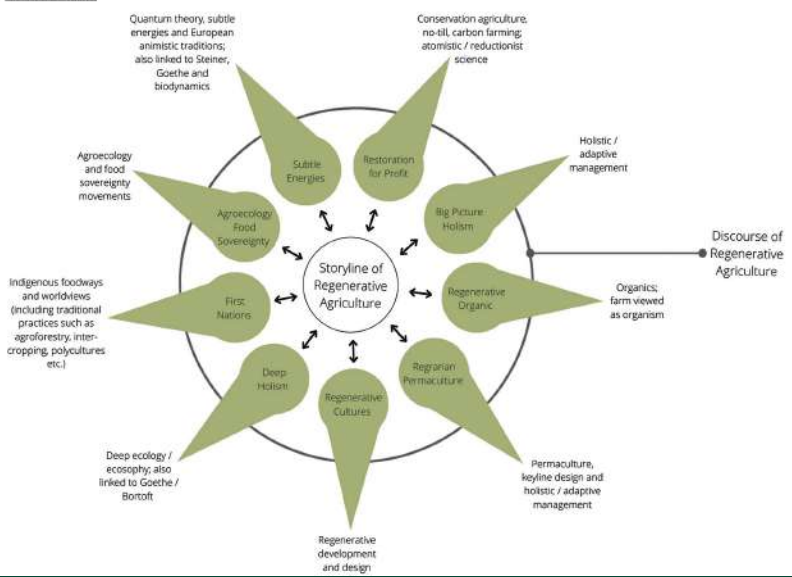 Quantum theory, subtle
energies and European
animistic traditions;
also linked to Steiner,
Goethe and
biodynamics
Conservation agriculture,
no-till, carbon farming;
atomistic / reductionist
science
Subtle
Energies
Restoration
for Profit
Holistic /
adaptive
management
Agroecology
and food
sovereignty
movements
Agroecology
Food
Sovereignty
Big Picture
Holism
Storyline of
Regenerative
Agriculture
Discourse of
Regenerative
Agriculture
Indigenous foodways
and worldviews
(including traditional
practices such as
agroforestry, inter-
cropping, polycultures
etc.)
First
Nations
Regenerative
Organic
Organics;
farm viewed
as organism
Deep
Holism
Regenerative
Cultures
Regrarian
Permaculture
Deep ecology /
ecosophy; also
linked to Goethe /
Bortoft
Permaculture,
keyline design and
holistic / adaptive
management
Regenerative
development
and design